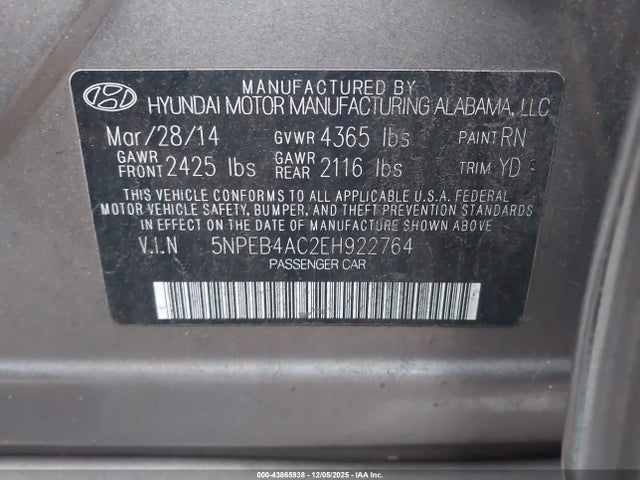 MANUFACTURED BY
HYUNDAI MOTOR MANUFACTURING ALABAMA, LLC
Mar/28/14 GVWR 4365 lbs PAINT RN
GAWR FRONT 2425 lbs GAWR REAR 2116 lbs TRIM YD
THIS VEHICLE CONFORMS TO ALL APPLICABLE U.S.A. FEDERAL
MOTOR VEHICLE SAFETY, BUMPER, AND THEFT PREVENTION STANDARDS
IN EFFECT ON THE DATE OF MANUFACTURE SHOWN ABOVE.
V.I.N 5NPEB4AC2EH922764
PASSENGER CAR
000-43865938 - 12/05/2025 - IAA Inc.